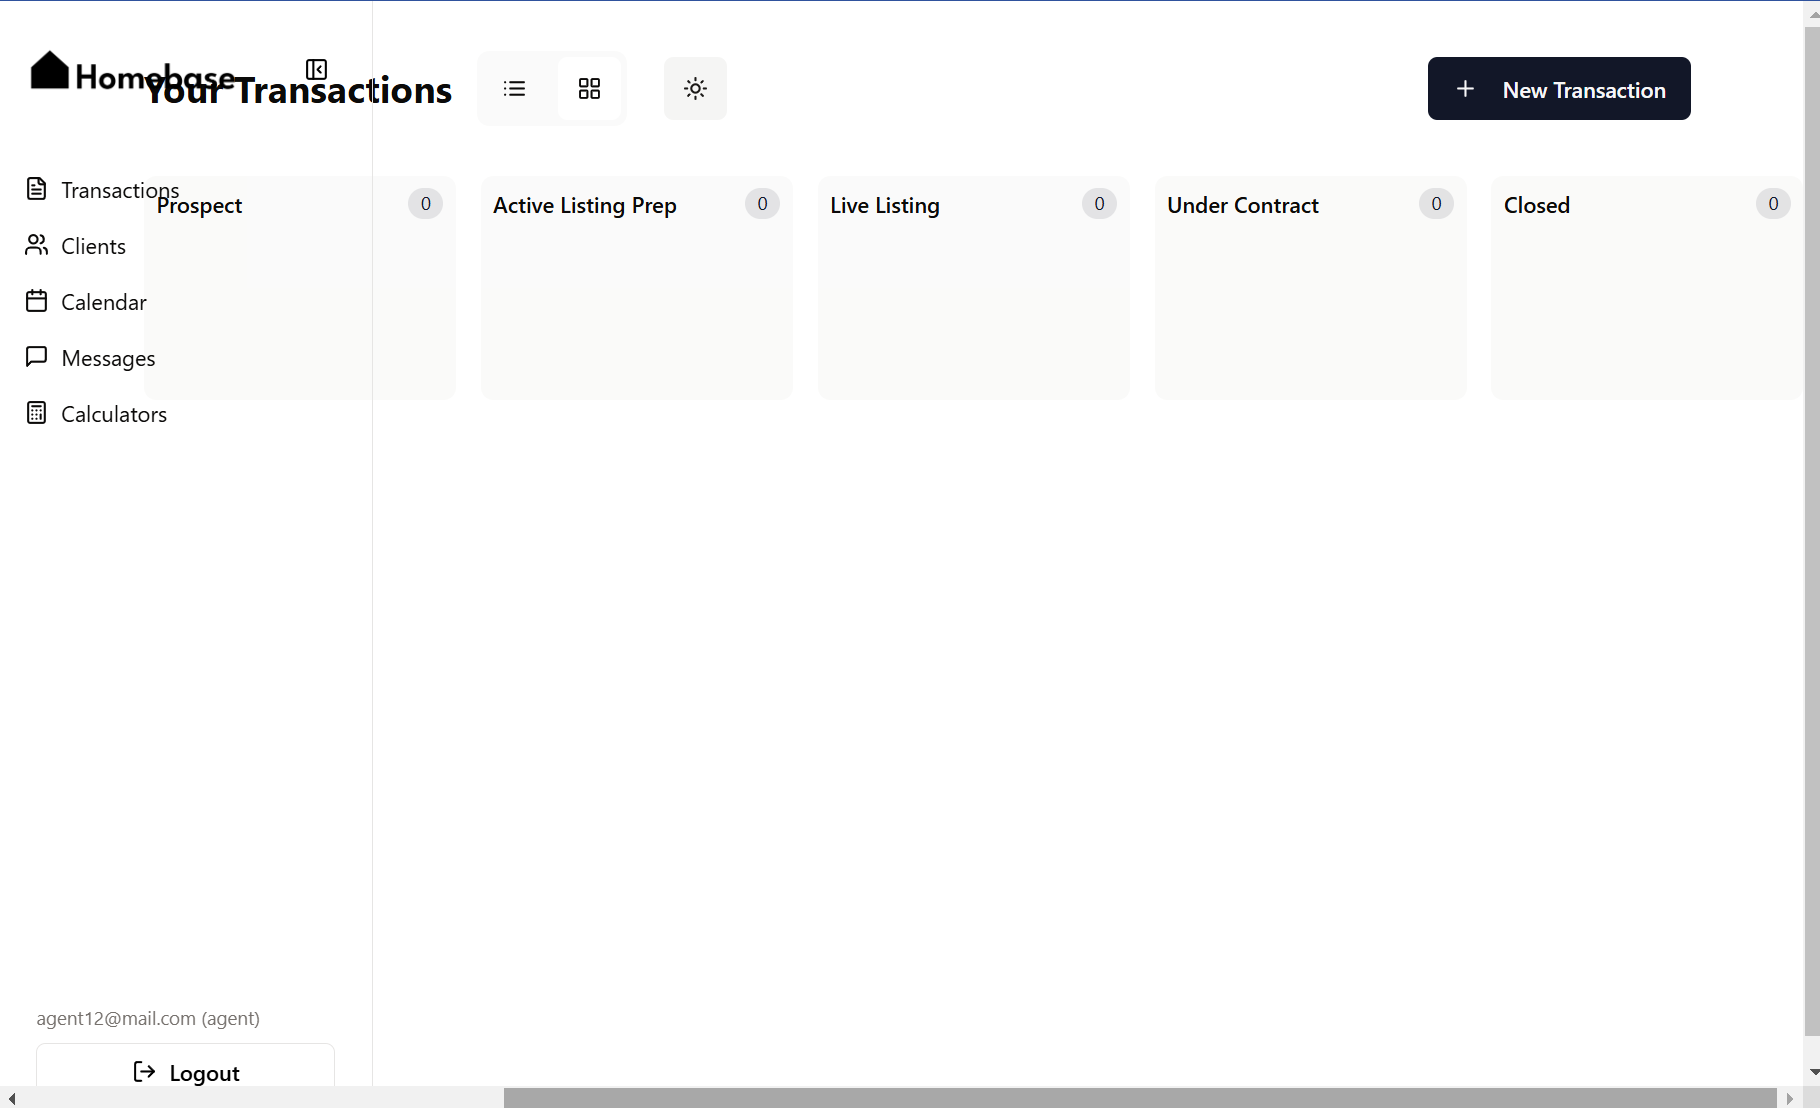 Homebase
Your Transactions
New Transaction
Transactions
Clients
Calendar
Messages
Calculators
Prospect 0
Active Listing Prep 0
Live Listing 0
Under Contract 0
Closed 0
agent12@mail.com (agent)
Logout